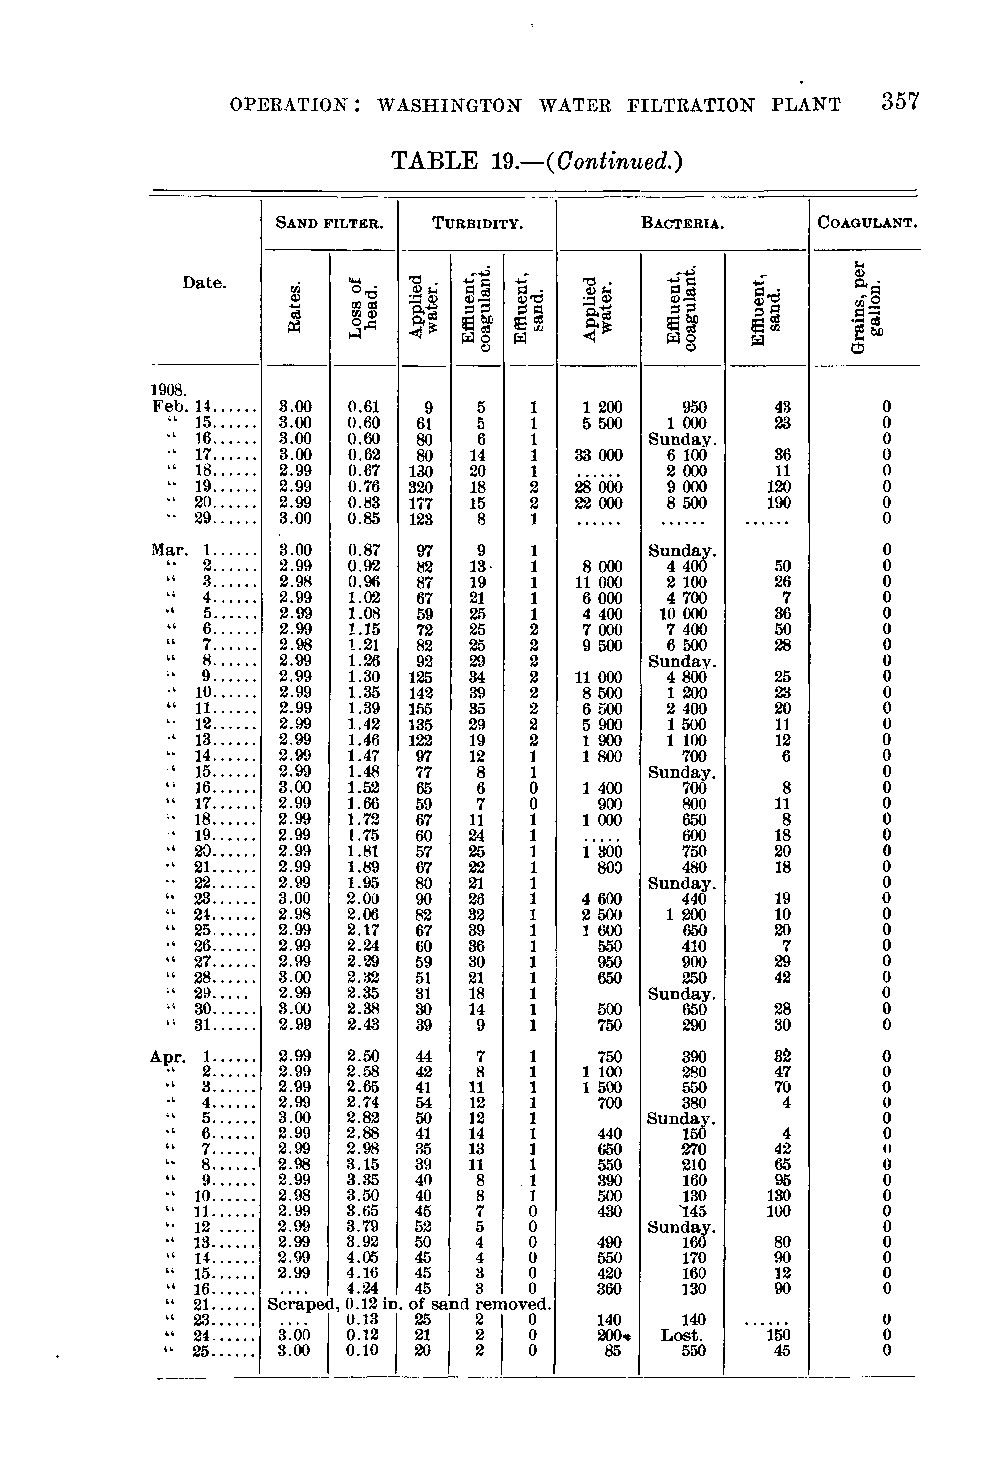 OPERATION: WASHINGTON WATER FILTRATION PLANT 357
TABLE 19.—(Continued.)
Date. SAND FILTER. TURBIDITY. BACTERIA. COAGULANT.
Rates. Loss of head. Applied water. Effluent, coagulant. Effluent, sand. Applied water. Effluent, coagulant. Effluent, sand. Grains, per gallon.
1908.
Feb. 14...... 3.00 0.61 9 5 1 1 200 950 43 0
" 15...... 3.00 0.60 61 5 1 5 500 1 000 23 0
" 16...... 3.00 0.60 80 6 1 Sunday. 0
" 17...... 3.00 0.62 80 14 1 33 000 6 100 36 0
" 18...... 2.99 0.67 130 20 1 ...... 2 000 11 0
" 19...... 2.99 0.76 320 18 2 28 000 9 000 120 0
" 20...... 2.99 0.83 177 15 2 22 000 8 500 190 0
" 29...... 3.00 0.85 123 8 1 ...... ...... ...... 0
Mar. 1...... 3.00 0.87 97 9 1 Sunday. 0
" 2...... 2.99 0.92 82 13 1 8 000 4 400 50 0
" 3...... 2.98 0.96 87 19 1 11 000 2 100 26 0
" 4...... 2.99 1.02 67 21 1 6 000 4 700 7 0
" 5...... 2.99 1.08 59 25 1 4 400 10 000 36 0
" 6...... 2.99 1.15 72 25 2 7 000 7 400 50 0
" 7...... 2.98 1.21 82 25 2 9 500 6 500 28 0
" 8...... 2.99 1.26 92 29 2 Sunday. 0
" 9...... 2.99 1.30 125 34 2 11 000 4 800 25 0
" 10...... 2.99 1.35 142 39 2 8 500 1 200 23 0
" 11...... 2.99 1.39 155 35 2 6 500 2 400 20 0
" 12...... 2.99 1.42 135 29 2 5 900 1 500 11 0
" 13...... 2.99 1.46 122 19 2 1 900 1 100 12 0
" 14...... 2.99 1.47 97 12 1 1 800 700 6 0
" 15...... 2.99 1.48 77 8 1 Sunday. 0
" 16...... 3.00 1.52 65 6 0 1 400 700 8 0
" 17...... 2.99 1.66 59 7 0 900 800 11 0
" 18...... 2.99 1.72 67 11 1 1 000 650 8 0
" 19...... 2.99 1.75 60 24 1 ..... 600 18 0
" 20...... 2.99 1.81 57 25 1 1 300 750 20 0
" 21...... 2.99 1.89 67 22 1 800 480 18 0
" 22...... 2.99 1.95 80 21 1 Sunday. 0
" 23...... 3.00 2.00 90 26 1 4 600 440 19 0
" 24...... 2.98 2.06 82 32 1 2 500 1 200 10 0
" 25...... 2.99 2.17 67 39 1 1 600 650 20 0
" 26...... 2.99 2.24 60 36 1 550 410 7 0
" 27...... 2.99 2.29 59 30 1 950 900 29 0
" 28...... 3.00 2.32 51 21 1 650 250 42 0
" 29..... 2.99 2.35 31 18 1 Sunday. 0
" 30...... 3.00 2.38 30 14 1 500 650 28 0
" 31...... 2.99 2.43 39 9 1 750 290 30 0
Apr. 1...... 2.99 2.50 44 7 1 750 390 32 0
" 2...... 2.99 2.58 42 8 1 1 100 280 47 0
" 3...... 2.99 2.65 41 11 1 1 500 550 70 0
" 4...... 2.99 2.74 54 12 1 700 380 4 0
" 5...... 3.00 2.82 50 12 1 Sunday. 0
" 6...... 2.99 2.88 41 14 1 440 150 4 0
" 7...... 2.99 2.98 35 13 1 650 270 42 0
" 8...... 2.98 3.15 39 11 1 550 210 65 0
" 9...... 2.99 3.35 40 8 1 390 160 95 0
" 10...... 2.98 3.50 40 8 1 500 130 130 0
" 11...... 2.99 3.65 45 7 0 430 145 100 0
" 12 ..... 2.99 3.79 52 5 0 Sunday. 0
" 13...... 2.99 3.92 50 4 0 490 160 80 0
" 14...... 2.99 4.05 45 4 0 550 170 90 0
" 15...... 2.99 4.16 45 3 0 420 160 12 0
" 16...... .... 4.24 45 3 0 360 130 90 0
" 21...... Scraped, 0.12 in. of sand removed.
" 23...... .... 0.13 25 2 0 140 140 ...... 0
" 24...... 3.00 0.12 21 2 0 200 Lost. 150 0
" 25...... 3.00 0.10 20 2 0 85 550 45 0